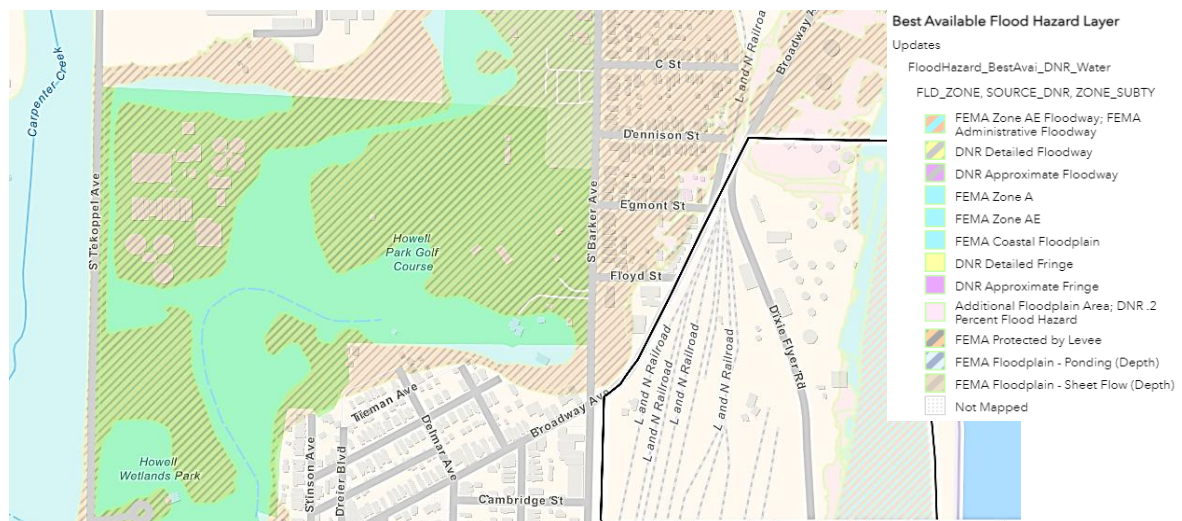 Best Available Flood Hazard Layer
Updates
FloodHazard_BestAvai_DNR_Water
FLD_ZONE, SOURCE_DNR, ZONE_SUBTY
FEMA Zone AE Floodway; FEMA
Administrative Floodway
DNR Detailed Floodway
DNR Approximate Floodway
FEMA Zone A
FEMA Zone AE
FEMA Coastal Floodplain
DNR Detailed Fringe
DNR Approximate Fringe
Additional Floodplain Area; DNR .2
Percent Flood Hazard
FEMA Protected by Levee
FEMA Floodplain - Ponding (Depth)
FEMA Floodplain - Sheet Flow (Depth)
Not Mapped
Carpenter Creek
S Tekoppel Ave
C St
L and N Railroa
Broadway A
Dennison St
S Barker Ave
Egmont St
Howell
Park Golf
Course
Floyd St
Dixie Flyer Rd
L and N Railroad
L and N Railroad
L and N Railroad
L and N Railroad
Tileman Ave
Broadway Ave
Delmar Ave
Stinson Ave
Dreier Blvd
Howell
Wetlands Park
Cambridge St